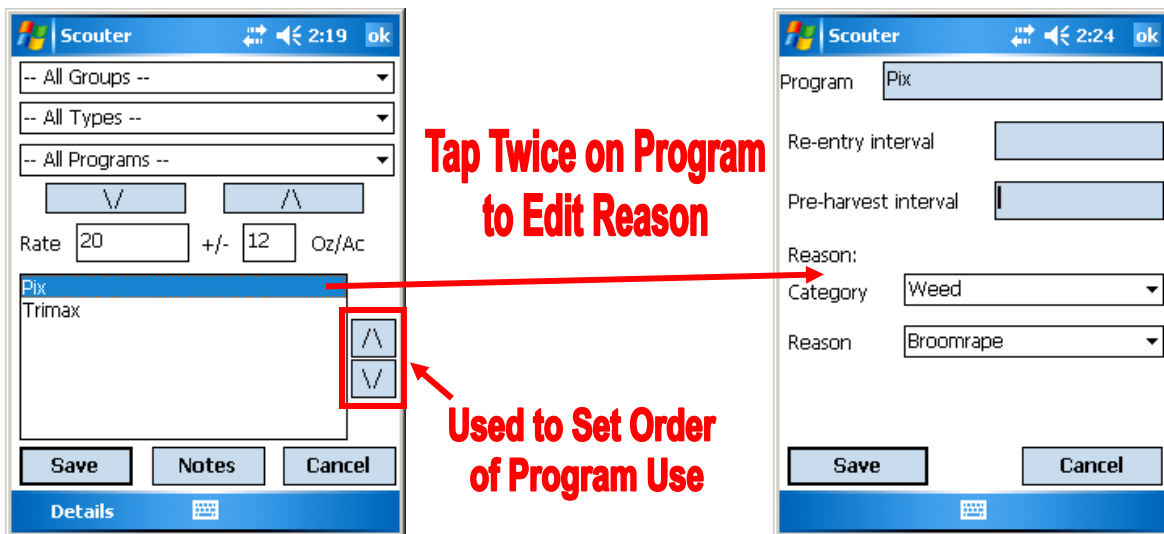 Scouter 2:19 ok
-- All Groups --
-- All Types --
-- All Programs --
\/ /\
Rate 20 +/- 12 Oz/Ac
Pix
Trimax
/\
\/
Save Notes Cancel
Details
Tap Twice on Program
to Edit Reason
Used to Set Order
of Program Use
Scouter 2:24 ok
Program Pix
Re-entry interval
Pre-harvest interval
Reason:
Category Weed
Reason Broomrape
Save Cancel